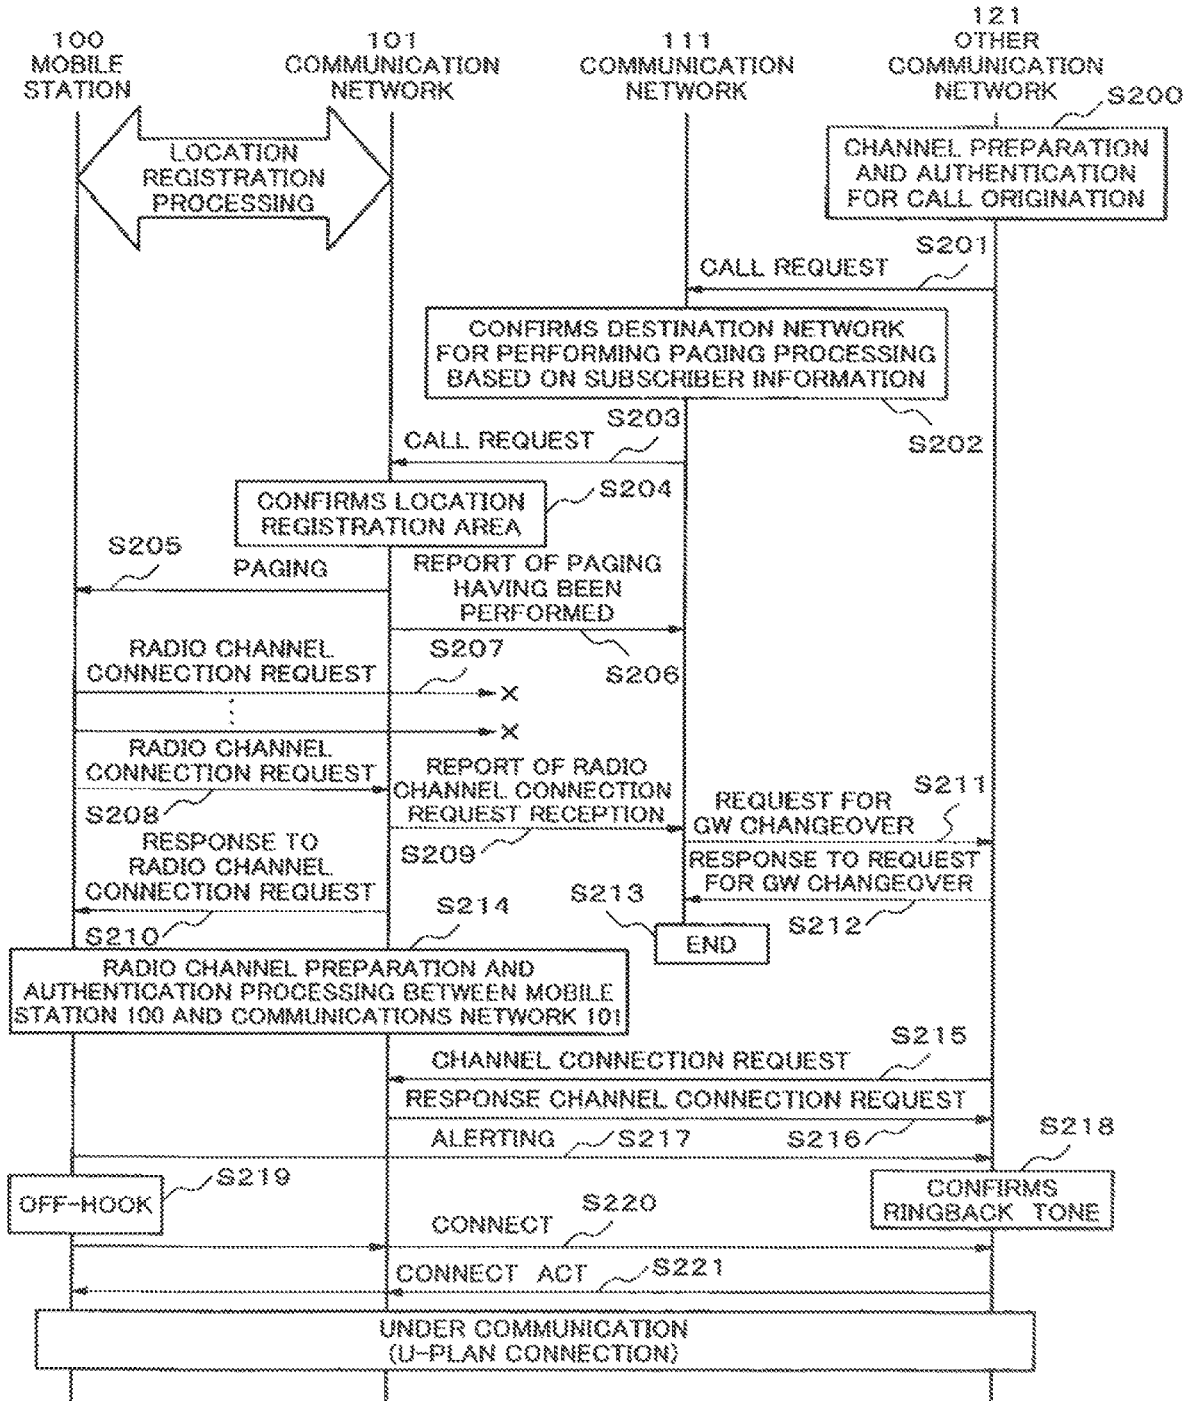 100
MOBILE
STATION
101
COMMUNICATION
NETWORK
111
COMMUNICATION
NETWORK
121
OTHER
COMMUNICATION
NETWORK
S200
LOCATION
REGISTRATION
PROCESSING
CHANNEL PREPARATION
AND AUTHENTICATION
FOR CALL ORIGINATION
S201
CALL REQUEST
CONFIRMS DESTINATION NETWORK
FOR PERFORMING PAGING PROCESSING
BASED ON SUBSCRIBER INFORMATION
S202
S203
CALL REQUEST
S204
CONFIRMS LOCATION
REGISTRATION AREA
S205
PAGING
REPORT OF PAGING
HAVING BEEN
PERFORMED
S206
RADIO CHANNEL
CONNECTION REQUEST
S207
X
X
RADIO CHANNEL
CONNECTION REQUEST
S208
REPORT OF RADIO
CHANNEL CONNECTION
REQUEST RECEPTION
S209
S211
REQUEST FOR
GW CHANGEOVER
RESPONSE TO
RADIO CHANNEL
CONNECTION REQUEST
S210
RESPONSE TO REQUEST
FOR GW CHANGEOVER
S212
S213
END
S214
RADIO CHANNEL PREPARATION AND
AUTHENTICATION PROCESSING BETWEEN MOBILE
STATION 100 AND COMMUNICATIONS NETWORK 101
S215
CHANNEL CONNECTION REQUEST
RESPONSE CHANNEL CONNECTION REQUEST
S216
ALERTING
S217
S218
CONFIRMS
RINGBACK TONE
S219
OFF-HOOK
S220
CONNECT
S221
CONNECT ACT
UNDER COMMUNICATION
(U-PLAN CONNECTION)